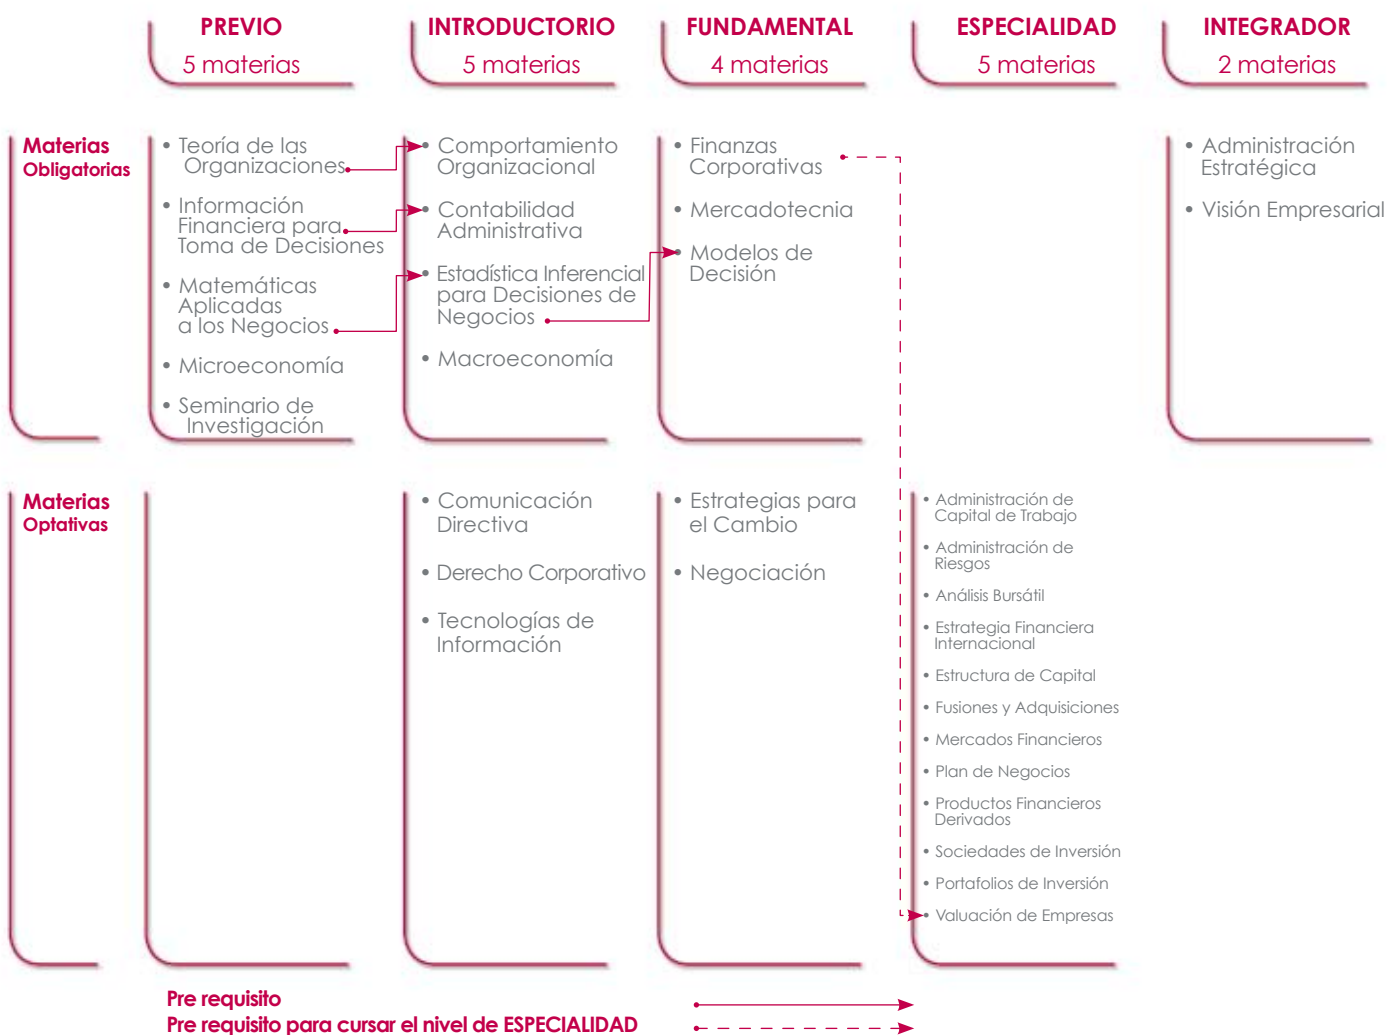 PREVIO
5 materias
INTRODUCTORIO
5 materias
FUNDAMENTAL
4 materias
ESPECIALIDAD
5 materias
INTEGRADOR
2 materias
Materias
Obligatorias
• Teoría de las
Organizaciones
• Información
Financiera para
Toma de Decisiones
• Matemáticas
Aplicadas
a los Negocios
• Microeconomía
• Seminario de
Investigación
• Comportamiento
Organizacional
• Contabilidad
Administrativa
• Estadística Inferencial
para Decisiones de
Negocios
• Macroeconomía
• Finanzas
Corporativas
• Mercadotecnia
• Modelos de
Decisión
• Administración
Estratégica
• Visión Empresarial
Materias
Optativas
• Comunicación
Directiva
• Derecho Corporativo
• Tecnologías de
Información
• Estrategias para
el Cambio
• Negociación
• Administración de
Capital de Trabajo
• Administración de
Riesgos
• Análisis Bursátil
• Estrategia Financiera
Internacional
• Estructura de Capital
• Fusiones y Adquisiciones
• Mercados Financieros
• Plan de Negocios
• Productos Financieros
Derivados
• Sociedades de Inversión
• Portafolios de Inversión
• Valuación de Empresas
Pre requisito
Pre requisito para cursar el nivel de ESPECIALIDAD